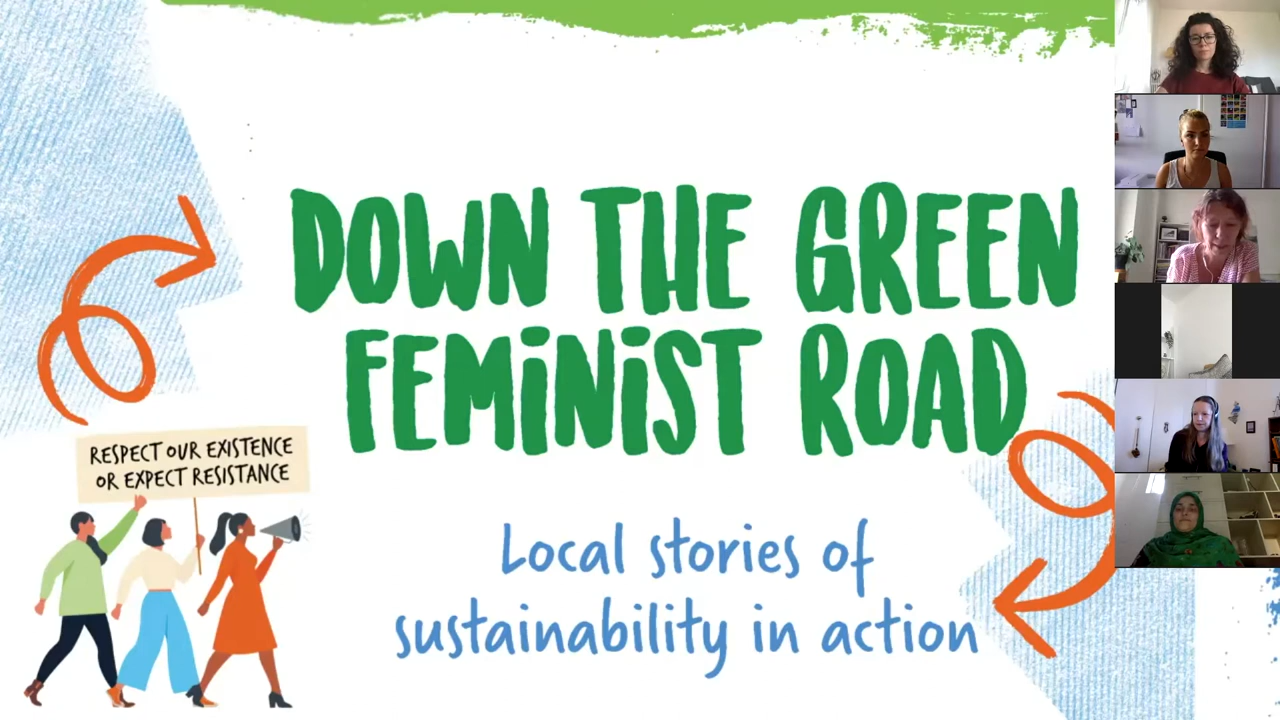 DOWN THE GREEN
FEMINIST ROAD
RESPECT OUR EXISTENCE
OR EXPECT RESISTANCE
Local stories of
sustainability in action